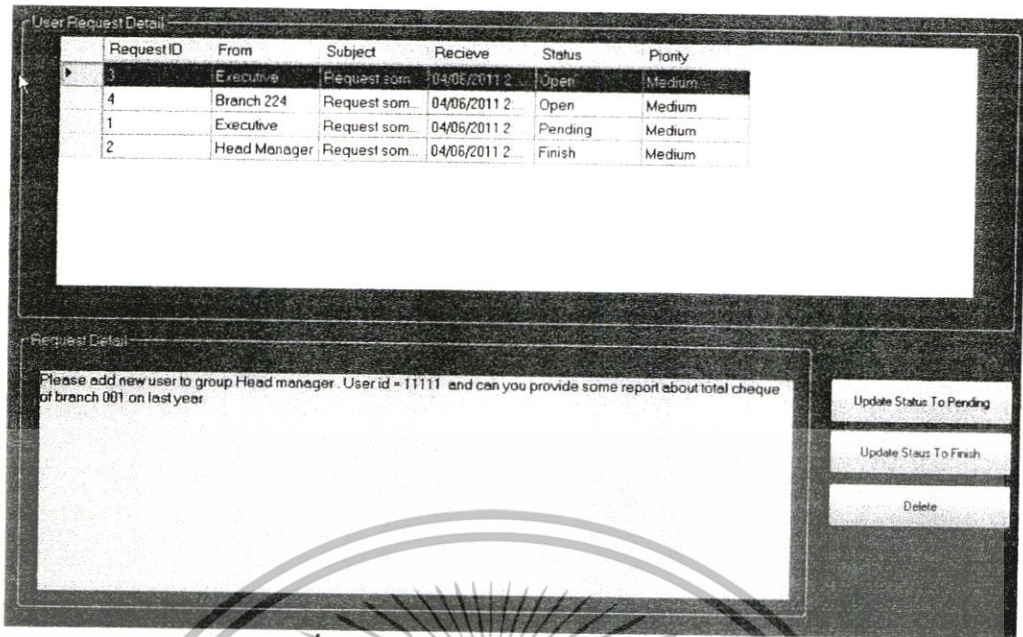 User Request Detail
Request ID From Subject Recieve Status Piority
3 Executive Request som 04/06/2011 2 Open Medium
4 Branch 224 Request som... 04/06/2011 2:... Open Medium
1 Executive Request som... 04/06/2011 2 Pending Medium
2 Head Manager Request som... 04/06/2011 2.... Finish Medium
Request Detail
Please add new user to group Head manager . User id = 11111 and can you provide some report about total cheque
of branch 001 on last year
Update Status To Pending
Update Staus To Finish
Delete